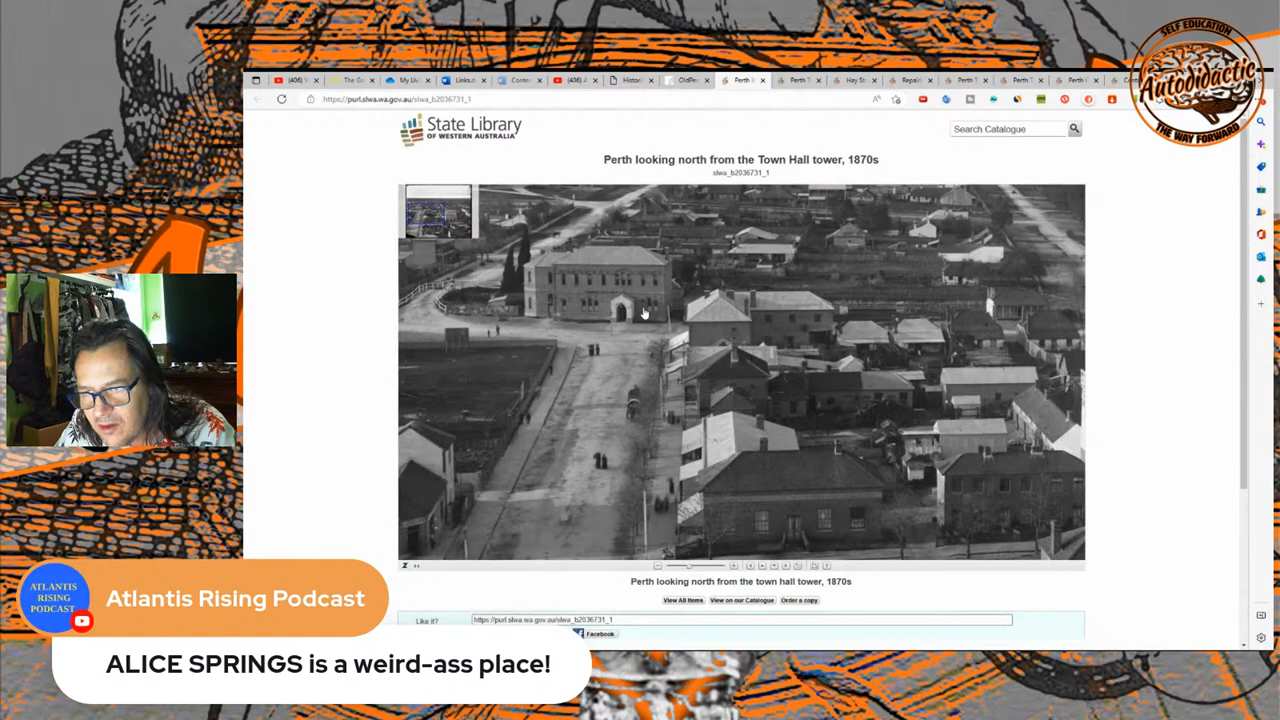 SELF EDUCATION
Autodidactic
THE WAY FORWARD
https://purl.slwa.wa.gov.au/slwa_b2036731_1
State Library
OF WESTERN AUSTRALIA
Search Catalogue
Perth looking north from the Town Hall tower, 1870s
slwa_b2036731_1
Perth looking north from the town hall tower, 1870s
View All Items
View on our Catalogue
Order a copy
Like it?
https://purl.slwa.wa.gov.au/slwa_b2036731_1
Facebook
ATLANTIS
RISING
PODCAST
Atlantis Rising Podcast
ALICE SPRINGS is a weird-ass place!